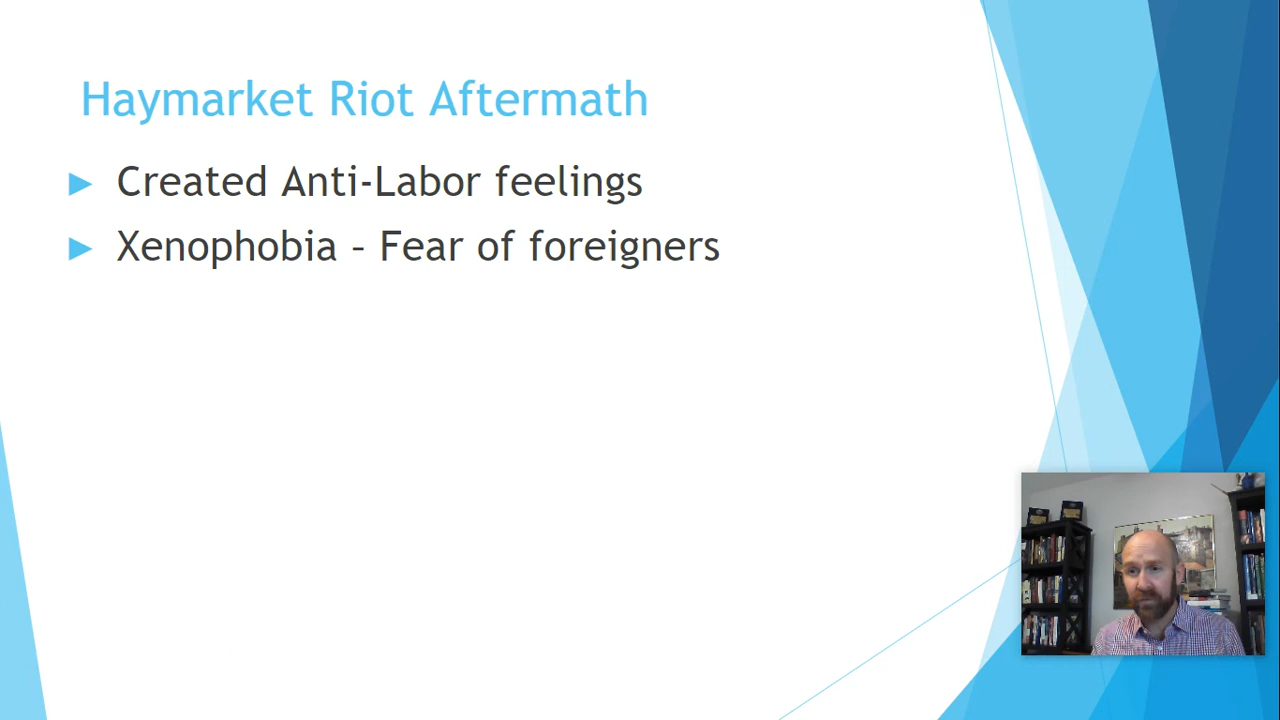 Haymarket Riot Aftermath
Created Anti-Labor feelings
Xenophobia – Fear of foreigners